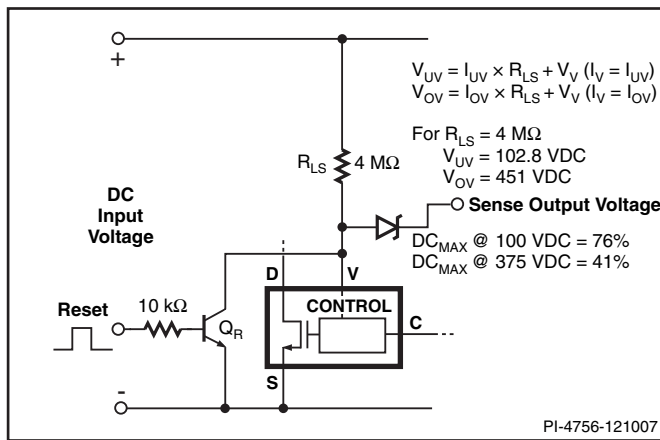 +
V_UV = I_UV × R_LS + V_V (I_V = I_UV)
V_OV = I_OV × R_LS + V_V (I_V = I_OV)
For R_LS = 4 MΩ
V_UV = 102.8 VDC
V_OV = 451 VDC
R_LS
4 MΩ
DC
Input
Voltage
Sense Output Voltage
DC_MAX @ 100 VDC = 76%
DC_MAX @ 375 VDC = 41%
D
V
CONTROL
C
S
Reset
10 kΩ
Q_R
-
PI-4756-121007